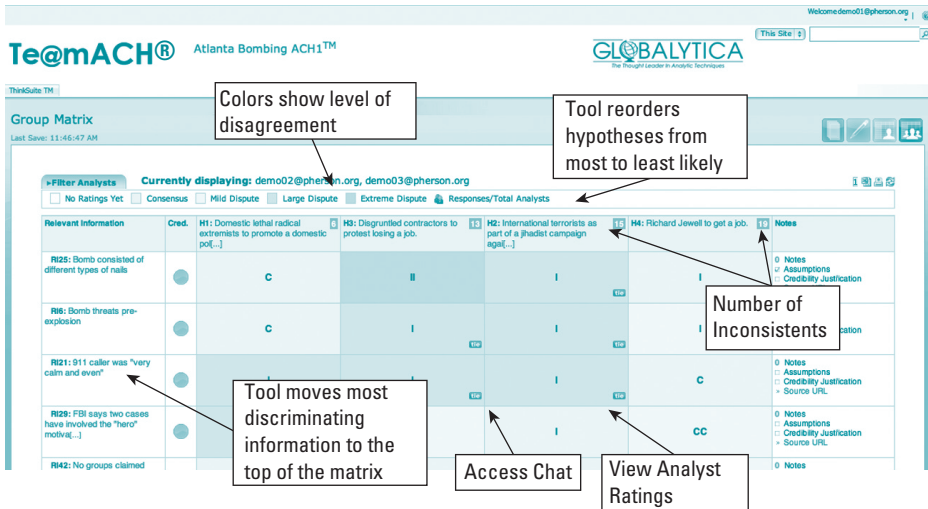 Welcome demo01@pherson.org |
This Site
Te@mACH®
Atlanta Bombing ACH1™
GLOBALYTICA
The Thought Leader in Analytic Techniques
ThinkSuite TM
Colors show level of
disagreement
Tool reorders
hypotheses from
most to least likely
Group Matrix
Last Save: 11:46:47 AM
▸Filter Analysts
Currently displaying: demo02@pherson.org, demo03@pherson.org
No Ratings Yet Consensus Mild Dispute Large Dispute Extreme Dispute Responses/Total Analysts
Relevant Information
Cred.
H1: Domestic lethal radical
extremists to promote a domestic
pol[...]
6
H3: Disgruntled contractors to
protest losing a job.
13
H2: International terrorists as
part of a jihadist campaign
agai[...]
15
H4: Richard Jewell to get a job.
19
Notes
RI25: Bomb consisted of
different types of nails
C
II
I
tie
I
0 Notes
Assumptions
Credibility Justification
Number of
Inconsistents
RI6: Bomb threats pre-
explosion
C
I
tie
I
tie
I
cation
RI21: 911 caller was "very
calm and even"
I
tie
I
tie
C
0 Notes
Assumptions
Credibility Justification
> Source URL
Tool moves most
discriminating
information to the
top of the matrix
RI29: FBI says two cases
have involved the "hero"
motiva[...]
I
CC
0 Notes
Assumptions
Credibility Justification
> Source URL
Access Chat
View Analyst
Ratings
RI42: No groups claimed
0 Notes